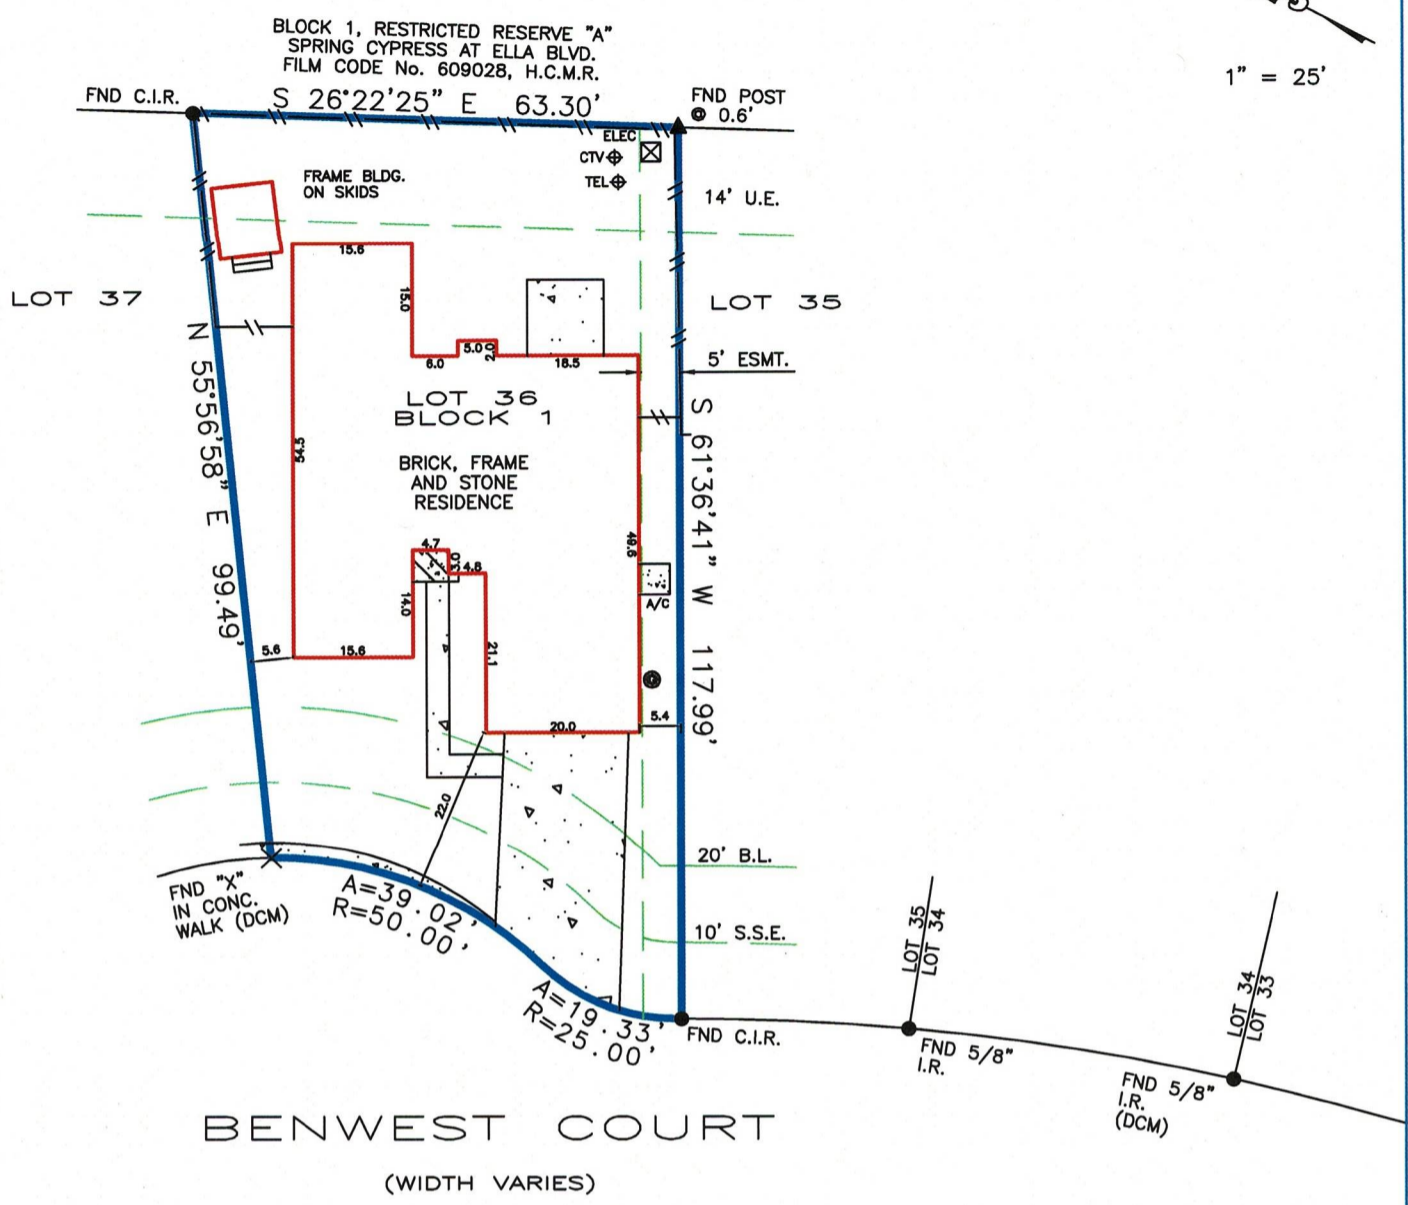 BLOCK 1, RESTRICTED RESERVE "A"
SPRING CYPRESS AT ELLA BLVD.
FILM CODE No. 609028, H.C.M.R.
1" = 25'
FND C.I.R.
S 26°22'25" E 63.30'
FND POST
@ 0.6'
ELEC
CTV
TEL
FRAME BLDG.
ON SKIDS
14' U.E.
15.6
LOT 37
15.0
LOT 35
6.0
5.0
2.0
18.5
5' ESMT.
N 55°56'58" E 99.49'
LOT 36
BLOCK 1
54.5
BRICK, FRAME
AND STONE
RESIDENCE
S 61°36'41" W 117.99'
49.6
4.7
3.0
4.8
14.0
A/C
5.6
15.6
21.1
20.0
5.4
22.0
20' B.L.
FND "X"
IN CONC.
WALK (DCM)
A=39.02'
R=50.00'
10' S.S.E.
A=19.33'
R=25.00'
FND C.I.R.
LOT 35
LOT 34
FND 5/8"
I.R.
LOT 34
LOT 33
FND 5/8"
I.R.
(DCM)
BENWEST COURT
(WIDTH VARIES)